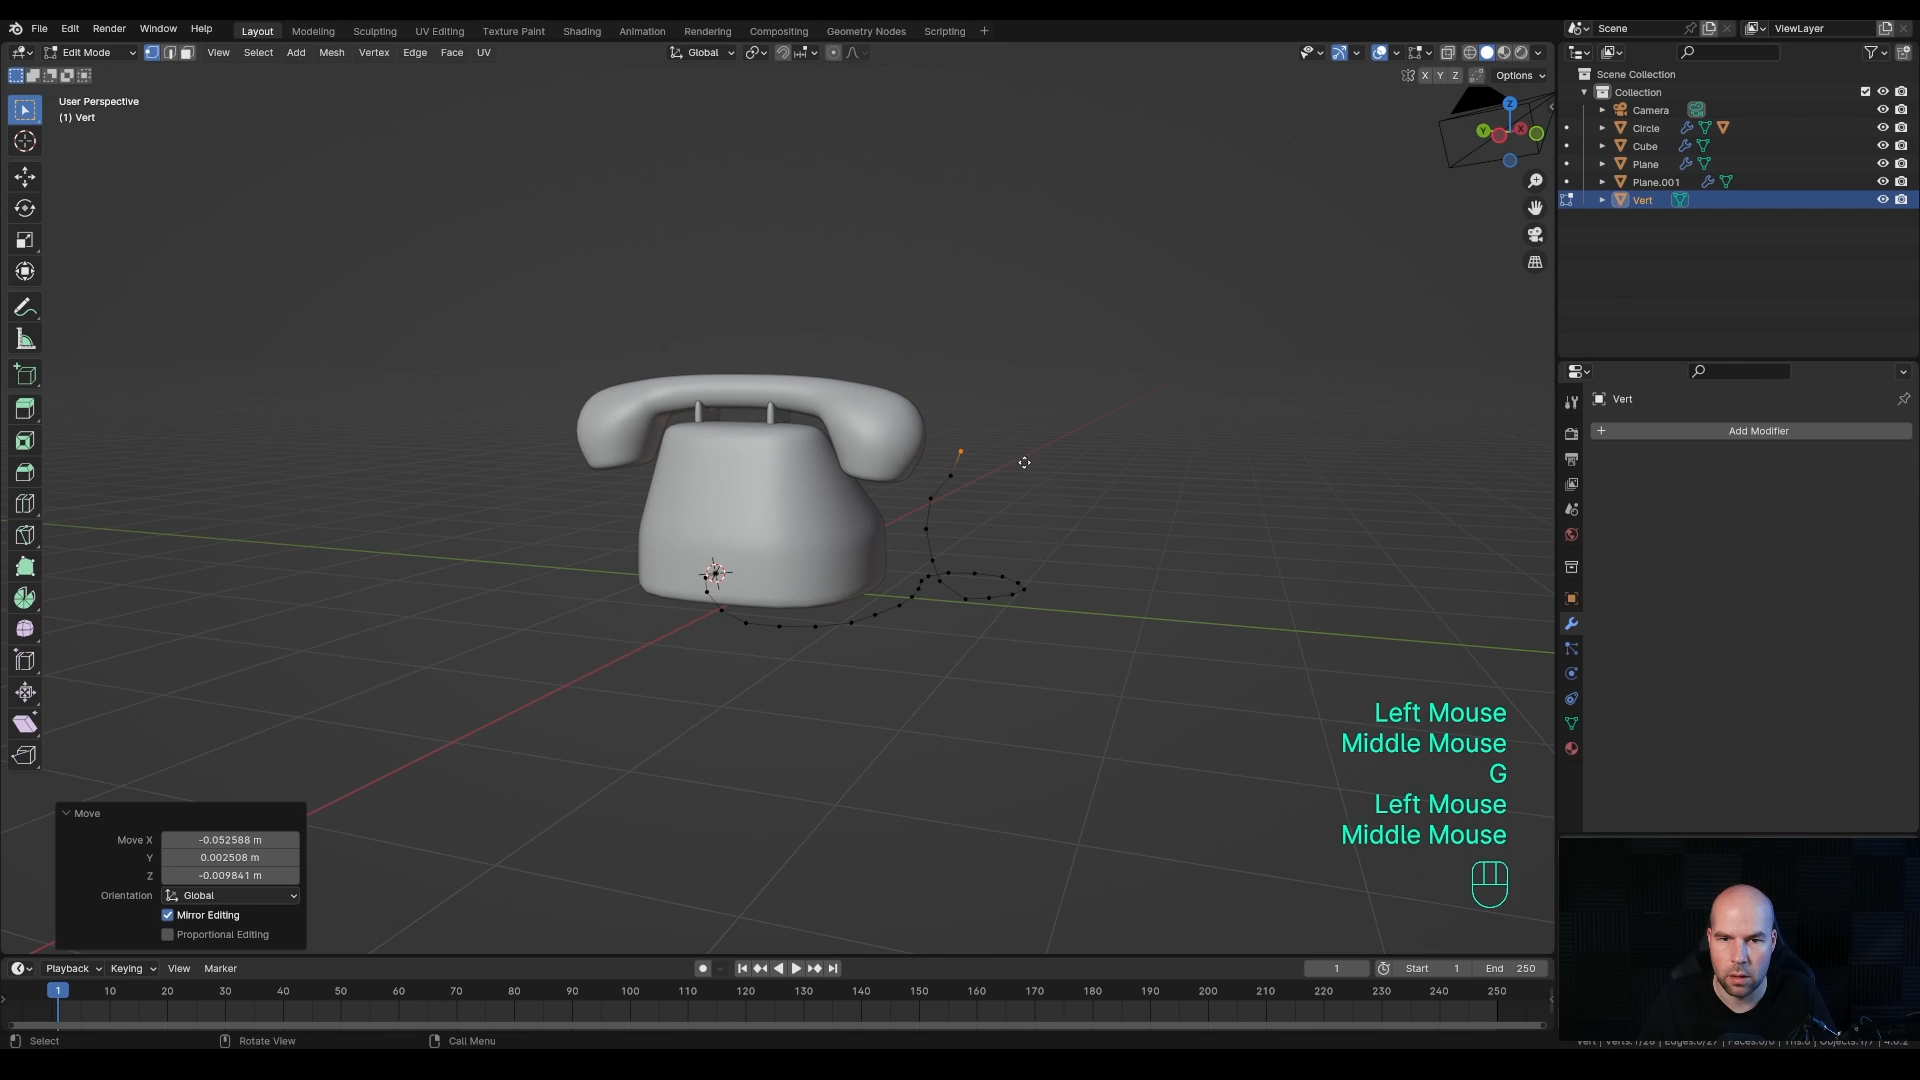 File Edit Render Window Help Layout Modeling Sculpting UV Editing Texture Paint Shading Animation Rendering Compositing Geometry Nodes Scripting + Scene ViewLayer
Edit Mode View Select Add Mesh Vertex Edge Face UV Global
X Y Z Options
User Perspective
(1) Vert
Z
Y X
Scene Collection
Collection
Camera
Circle
Cube
Plane
Plane.001
Vert
Vert
+ Add Modifier
Left Mouse
Middle Mouse
G
Left Mouse
Middle Mouse
Move
Move X -0.052588 m
Y 0.002508 m
Z -0.009841 m
Orientation Global
Mirror Editing
Proportional Editing
Playback Keying View Marker 1 Start 1 End 250
1 10 20 30 40 50 60 70 80 90 100 110 120 130 140 150 160 170 180 190 200 210 220 230 240 250
Select Rotate View Call Menu